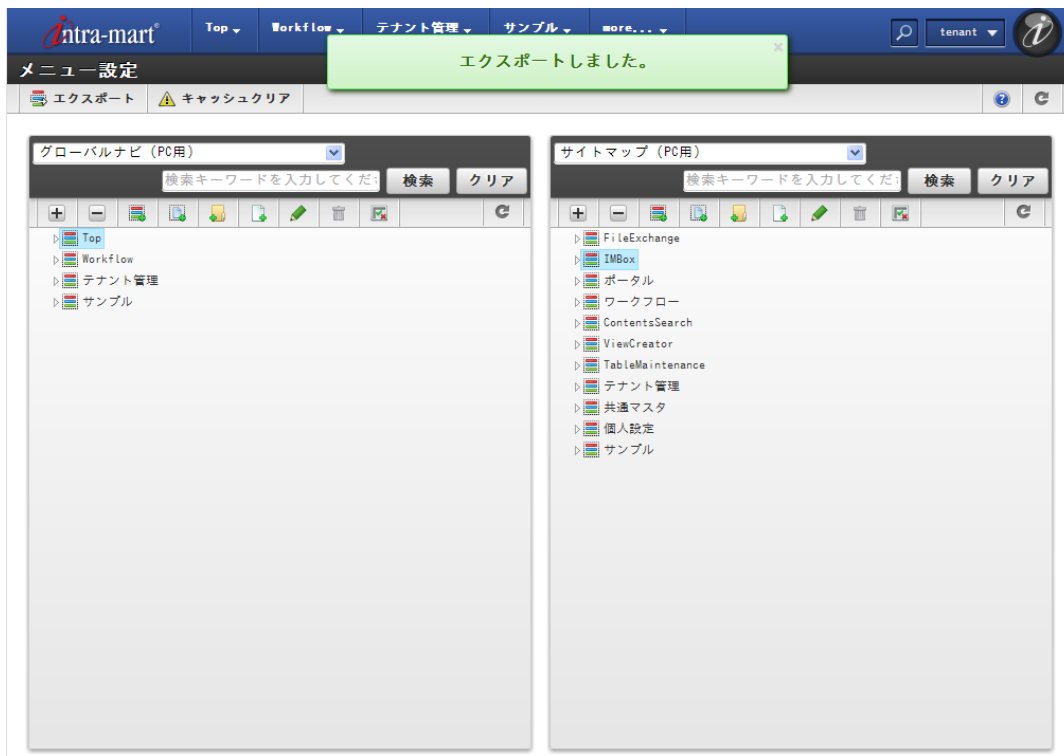 intra-mart® Top Workflow テナント管理 サンプル more... tenant
エクスポートしました。
メニュー設定
エクスポート キャッシュクリア
グローバルナビ（PC用）
検索キーワードを入力してくだ 検索 クリア
Top
Workflow
テナント管理
サンプル
サイトマップ（PC用）
検索キーワードを入力してくだ 検索 クリア
FileExchange
IMBox
ポータル
ワークフロー
ContentsSearch
ViewCreator
TableMaintenance
テナント管理
共通マスタ
個人設定
サンプル